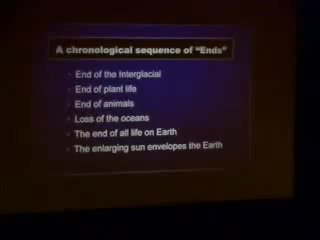 A chronological sequence of "Ends"
End of the Interglacial
End of plant life
End of animals
Loss of the oceans
The end of all life on Earth
The enlarging sun envelopes the Earth